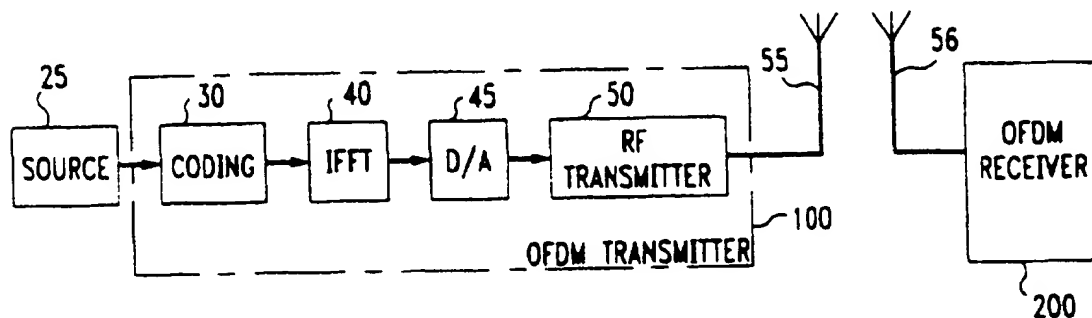 55
56
25
30
40
45
50
SOURCE
CODING
IFFT
D/A
RF
TRANSMITTER
OFDM
RECEIVER
OFDM TRANSMITTER
100
200